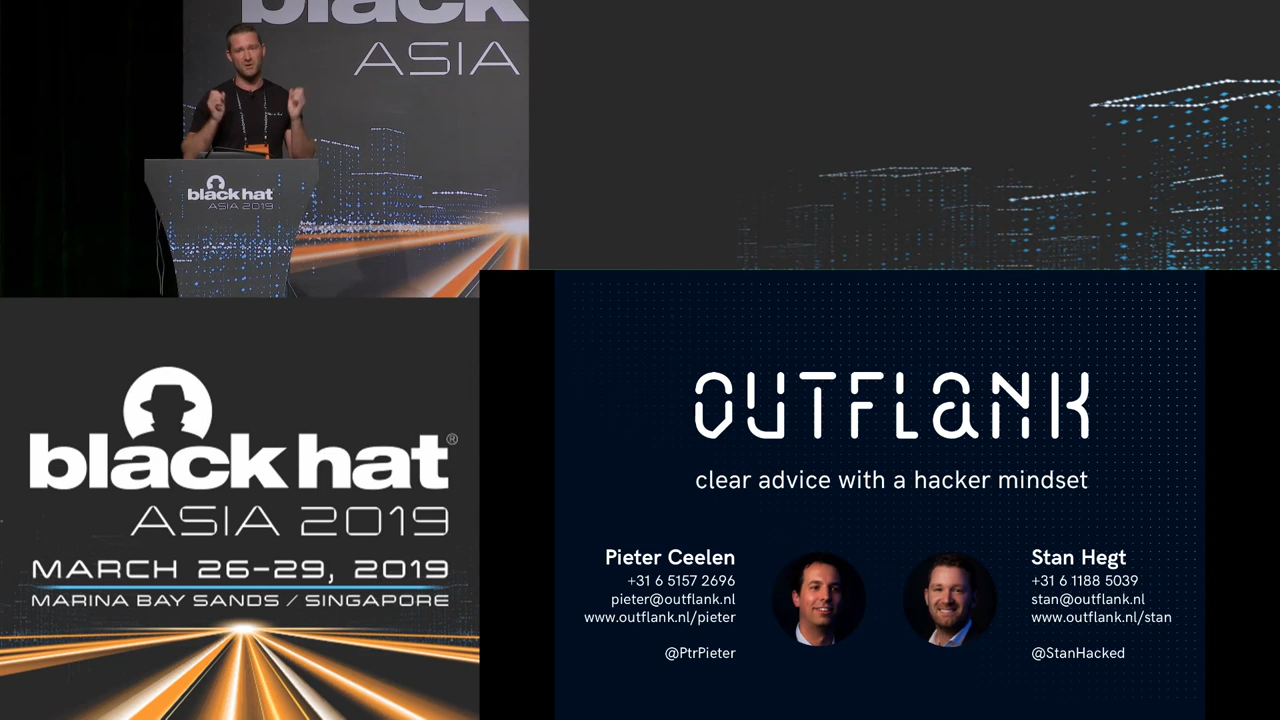 black
ASIA
black hat
ASIA 2019
black hat®
ASIA 2019
MARCH 26-29, 2019
MARINA BAY SANDS / SINGAPORE
OUTFLANK
clear advice with a hacker mindset
Pieter Ceelen
+31 6 5157 2696
pieter@outflank.nl
www.outflank.nl/pieter
@PtrPieter
Stan Hegt
+31 6 1188 5039
stan@outflank.nl
www.outflank.nl/stan
@StanHacked